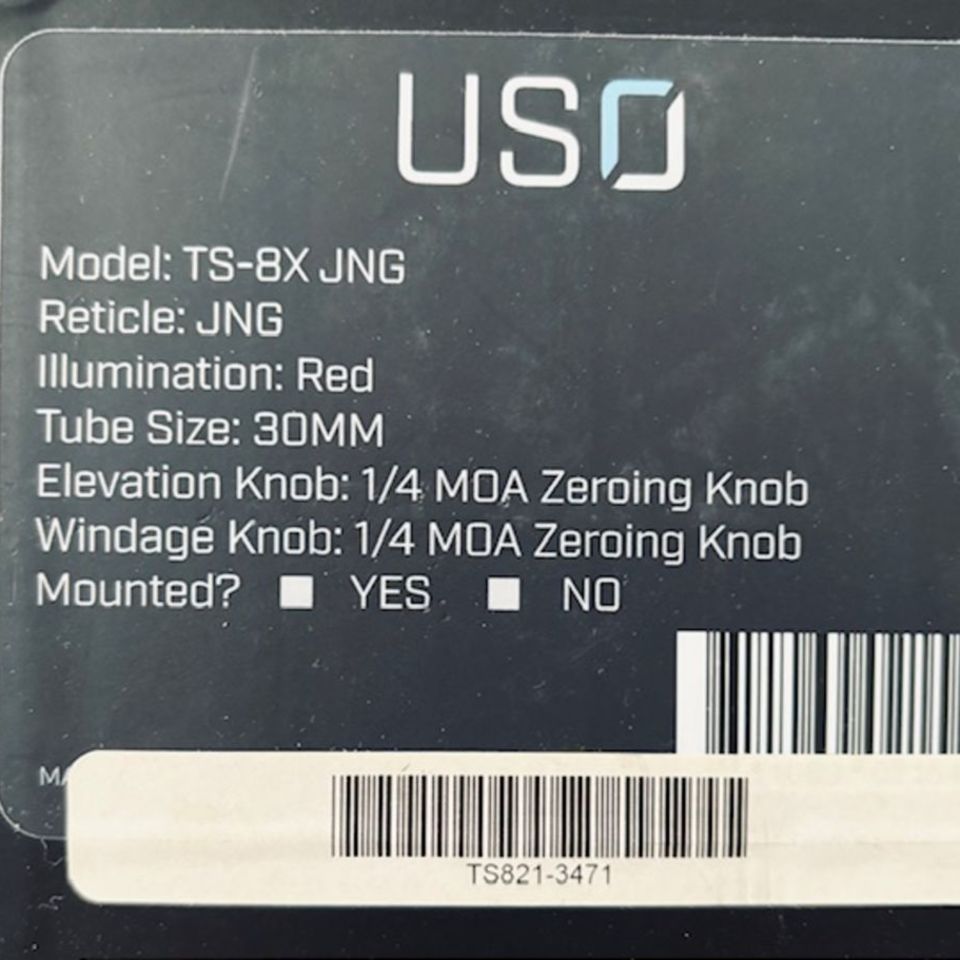 USO
Model: TS-8X JNG
Reticle: JNG
Illumination: Red
Tube Size: 30MM
Elevation Knob: 1/4 MOA Zeroing Knob
Windage Knob: 1/4 MOA Zeroing Knob
Mounted? YES NO
TS821-3471